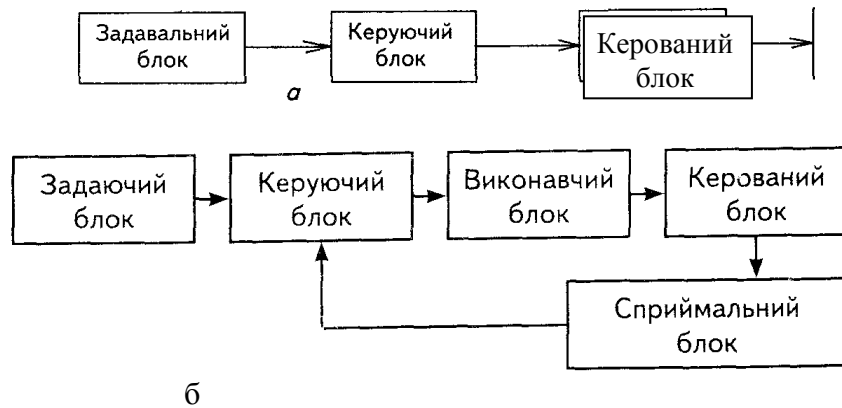 Задавальний
блок
Керуючий
блок
Керований
блок
а
Задаючий
блок
Керуючий
блок
Виконавчий
блок
Керований
блок
Сприймальний
блок
б